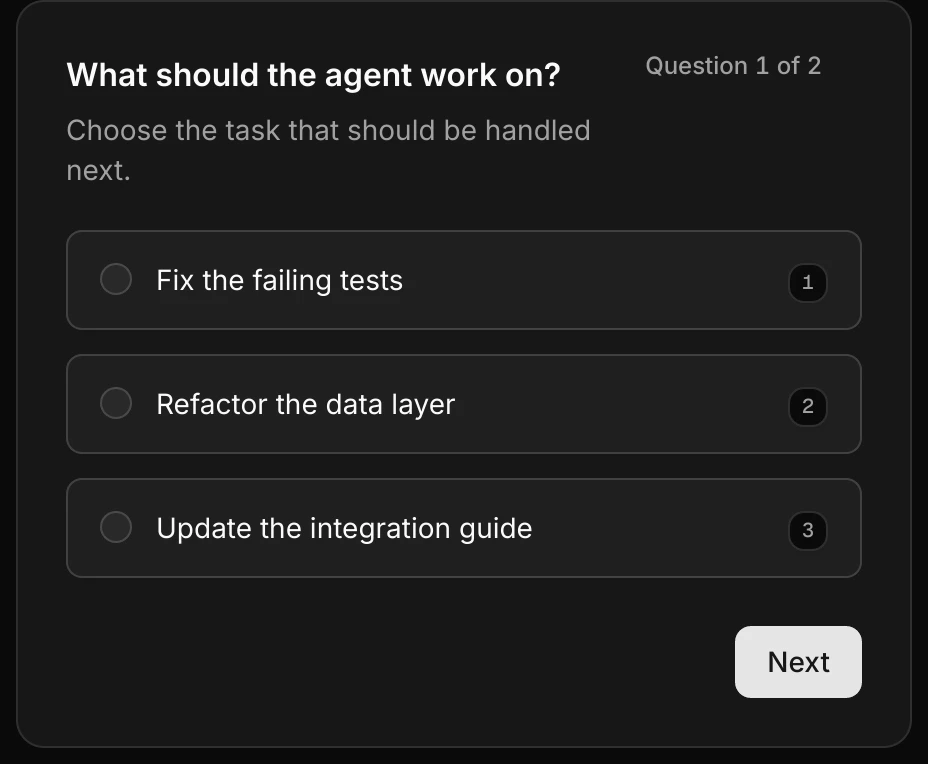 What should the agent work on?
Question 1 of 2
Choose the task that should be handled
next.
Fix the failing tests
1
Refactor the data layer
2
Update the integration guide
3
Next